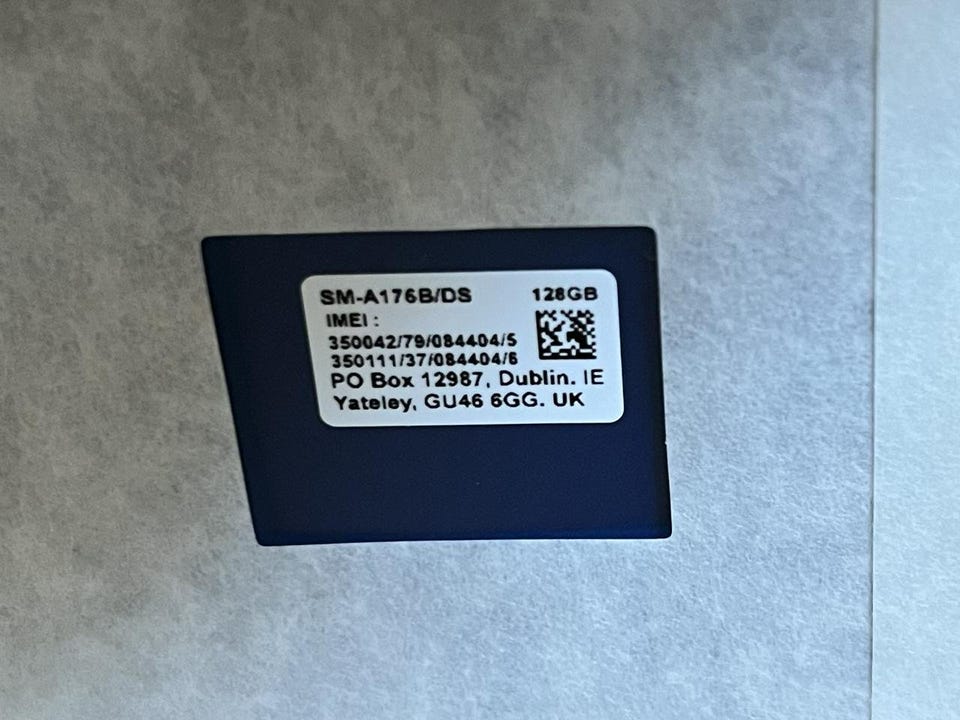 SM-A176B/DS 128GB
IMEI :
350042/79/084404/5
350111/37/084404/6
PO Box 12987, Dublin. IE
Yateley, GU46 6GG. UK